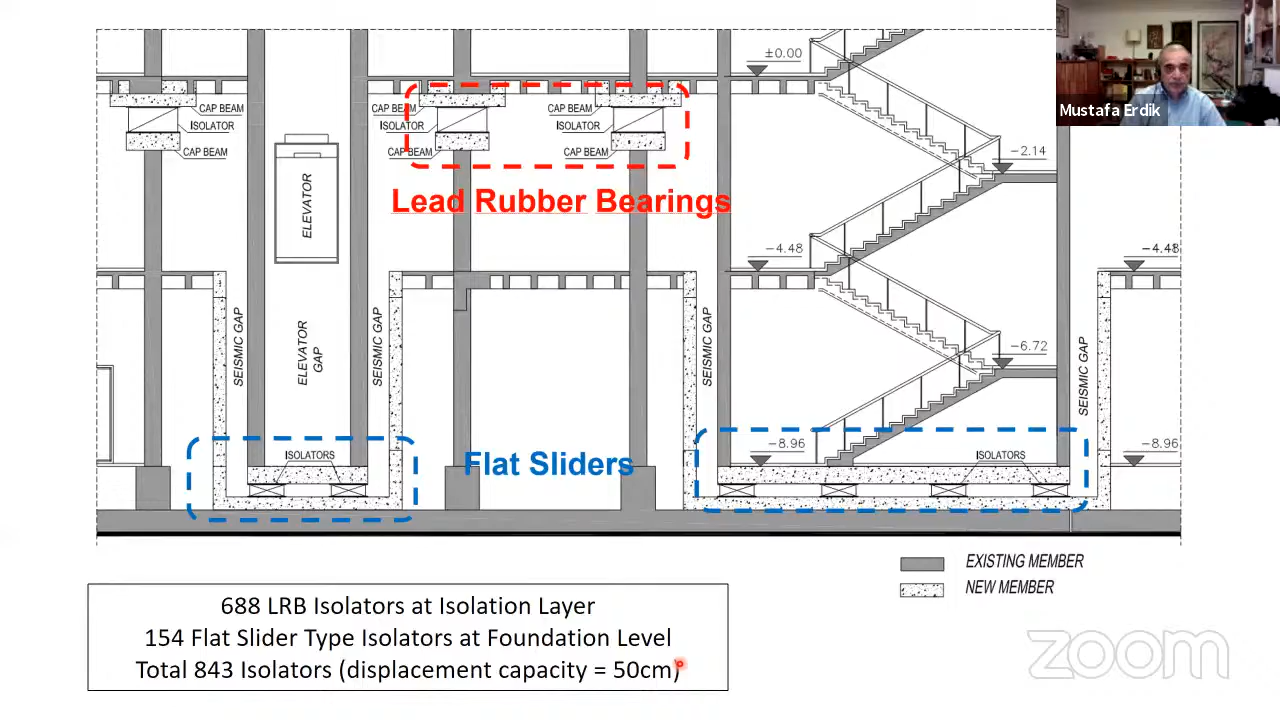 Mustafa Erdik
±0.00
CAP BEAM
ISOLATOR
CAP BEAM
CAP BEAM
ISOLATOR
CAP BEAM
CAP BEAM
ISOLATOR
CAP BEAM
-2.14
ELEVATOR
Lead Rubber Bearings
-4.48
-4.48
SEISMIC GAP
ELEVATOR
GAP
SEISMIC GAP
SEISMIC GAP
-6.72
SEISMIC GAP
-8.96
-8.96
ISOLATORS
Flat Sliders
ISOLATORS
EXISTING MEMBER
NEW MEMBER
688 LRB Isolators at Isolation Layer
154 Flat Slider Type Isolators at Foundation Level
Total 843 Isolators (displacement capacity = 50cm)
zoom